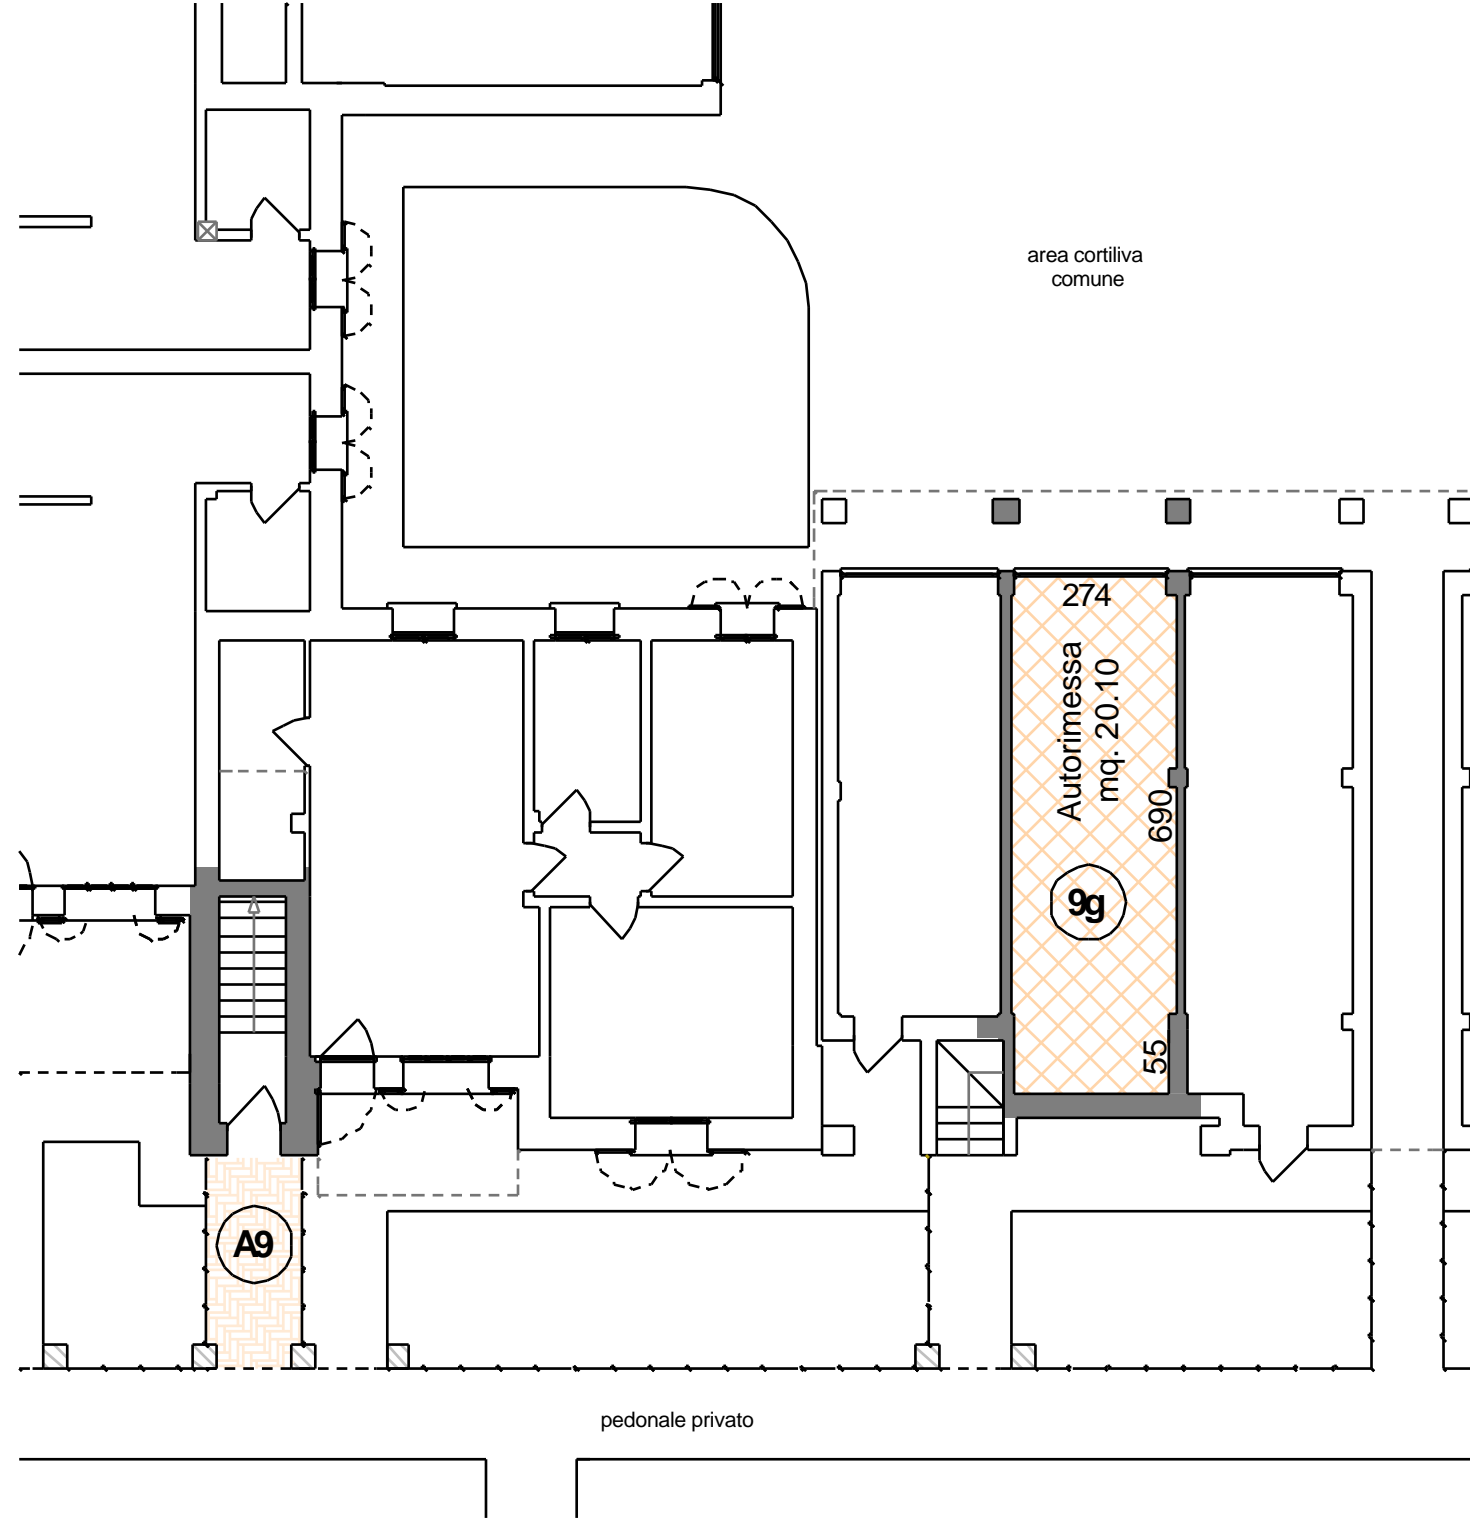 area cortiliva
comune
274
Autorimessa
mq. 20.10
690
9g
55
A9
pedonale privato